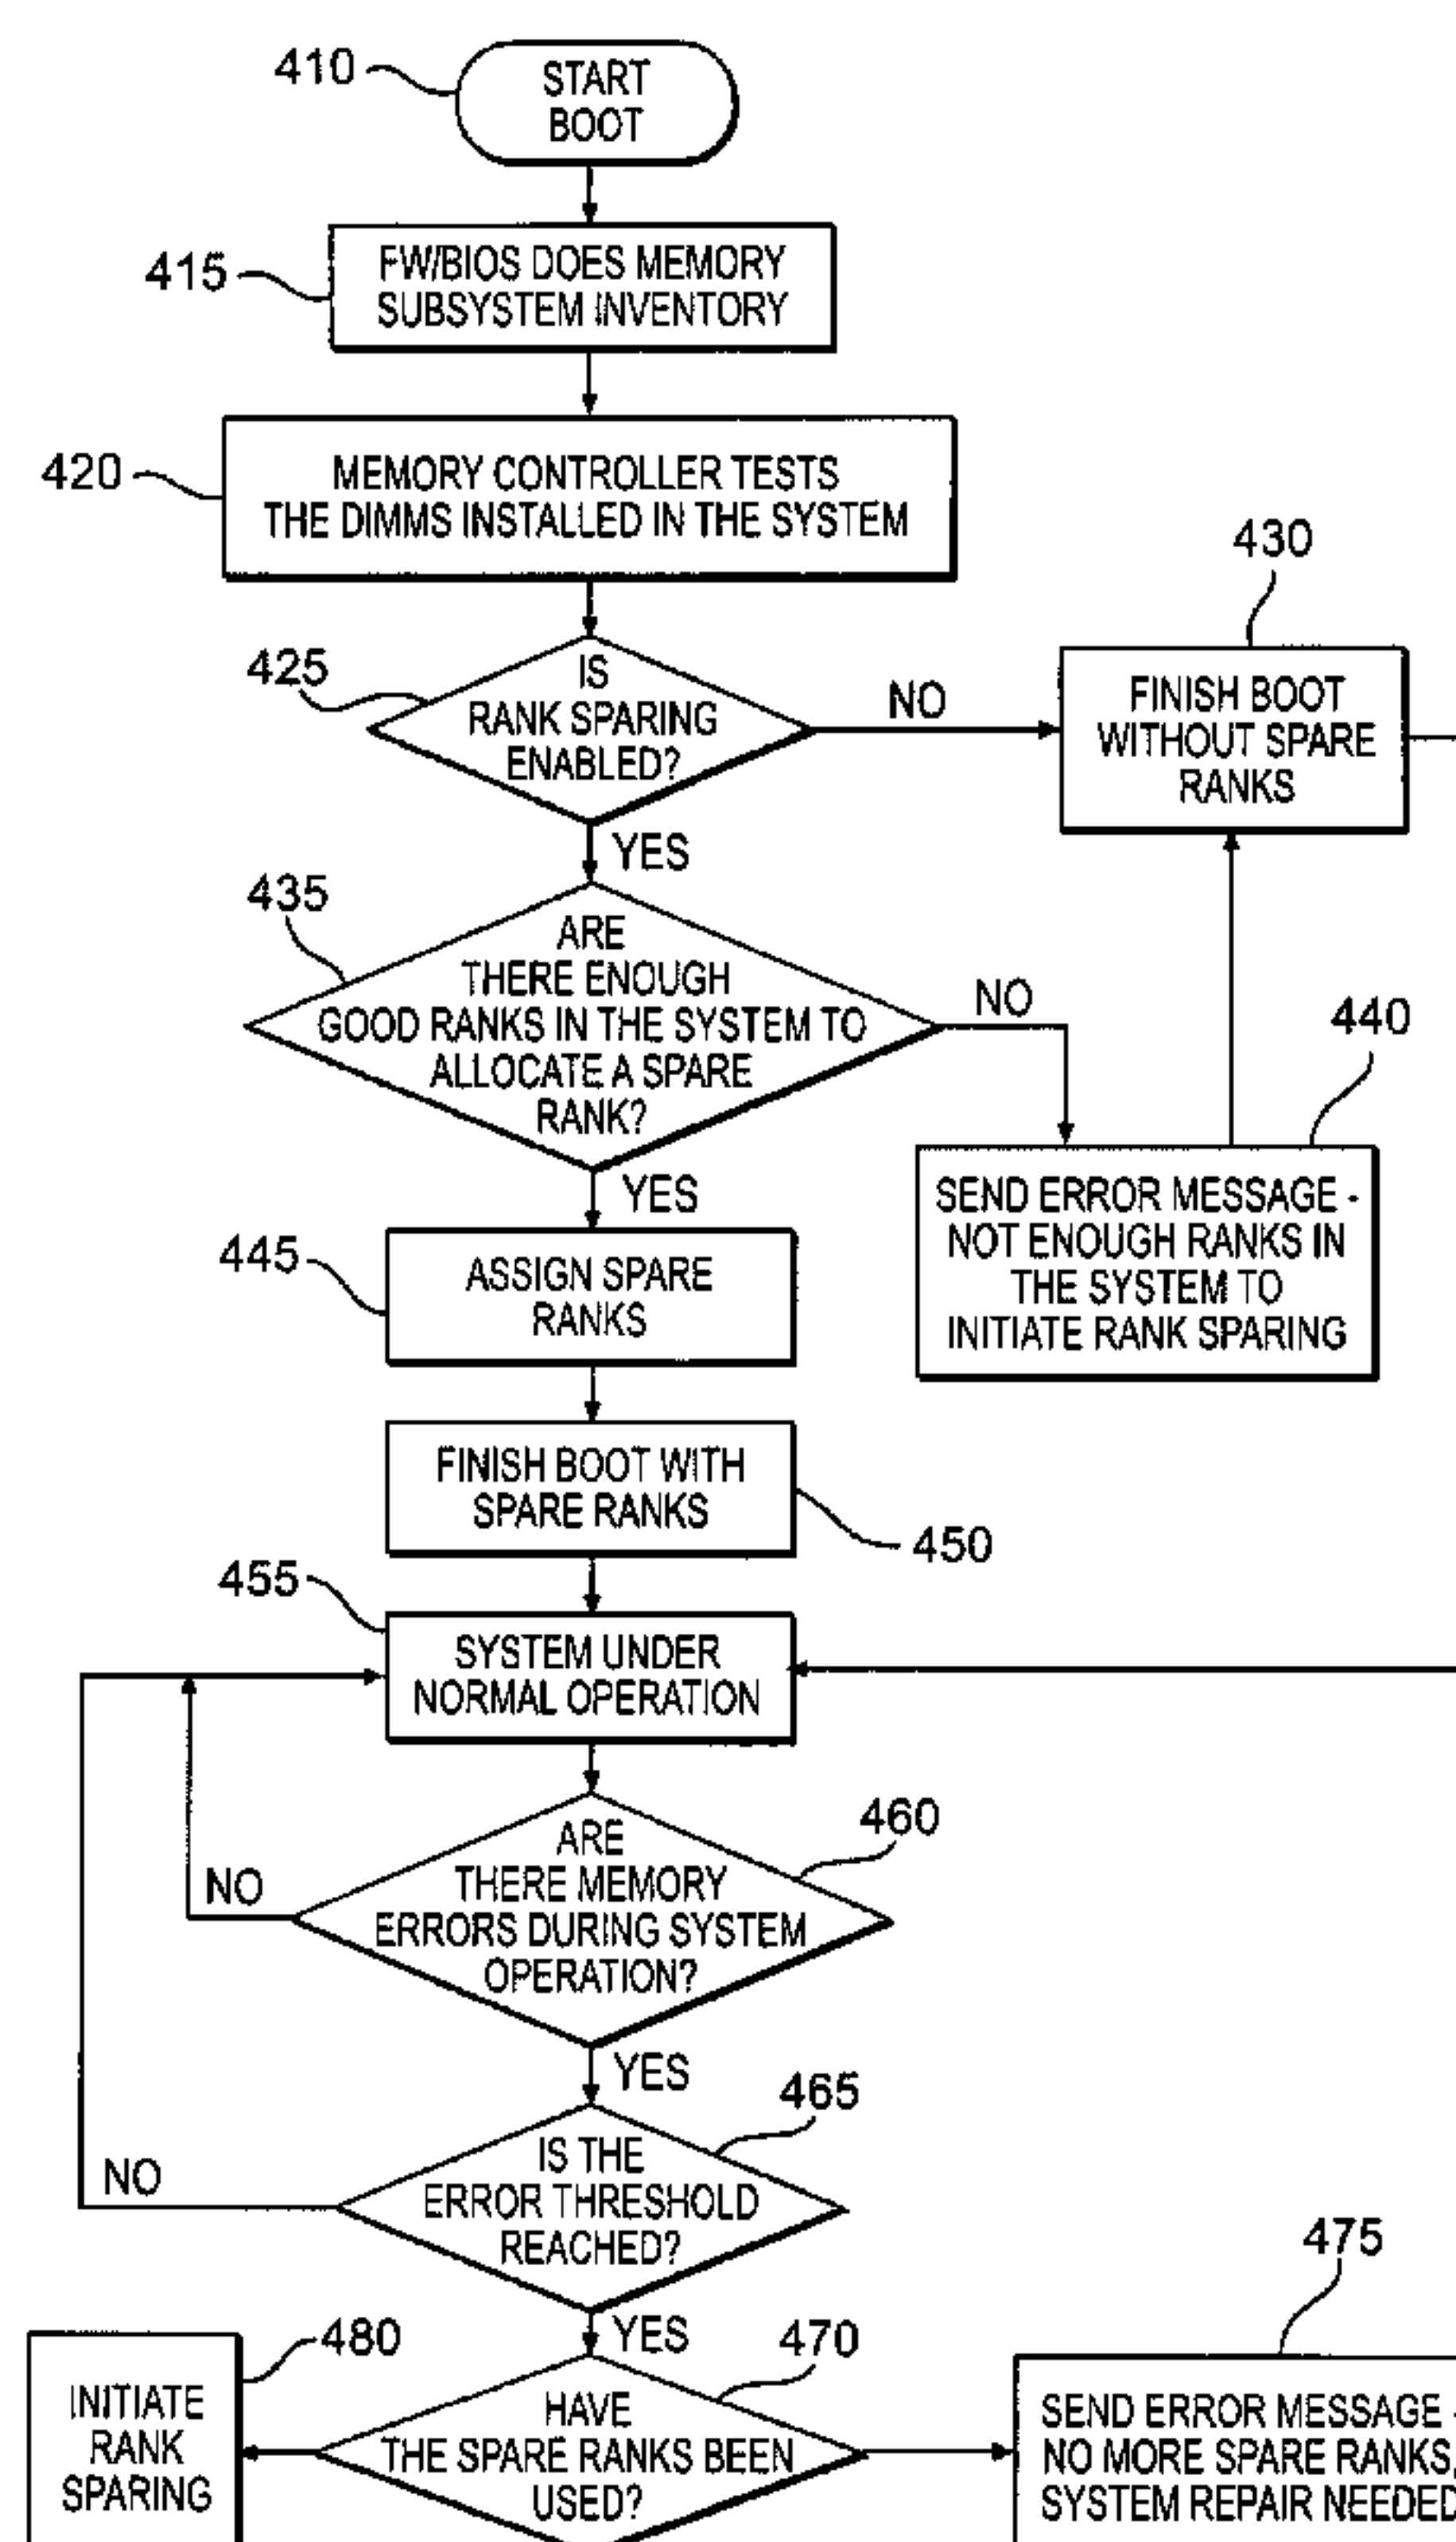 410
START
BOOT
415
FW/BIOS DOES MEMORY
SUBSYSTEM INVENTORY
420
MEMORY CONTROLLER TESTS
THE DIMMS INSTALLED IN THE SYSTEM
425
IS
RANK SPARING
ENABLED?
NO
430
FINISH BOOT
WITHOUT SPARE
RANKS
YES
435
ARE
THERE ENOUGH
GOOD RANKS IN THE SYSTEM TO
ALLOCATE A SPARE
RANK?
NO
440
SEND ERROR MESSAGE -
NOT ENOUGH RANKS IN
THE SYSTEM TO
INITIATE RANK SPARING
YES
445
ASSIGN SPARE
RANKS
FINISH BOOT WITH
SPARE RANKS
450
455
SYSTEM UNDER
NORMAL OPERATION
460
ARE
THERE MEMORY
ERRORS DURING SYSTEM
OPERATION?
NO
YES
465
IS THE
ERROR THRESHOLD
REACHED?
NO
YES
470
HAVE
THE SPARE RANKS BEEN
USED?
480
INITIATE
RANK
SPARING
475
SEND ERROR MESSAGE -
NO MORE SPARE RANKS,
SYSTEM REPAIR NEEDED